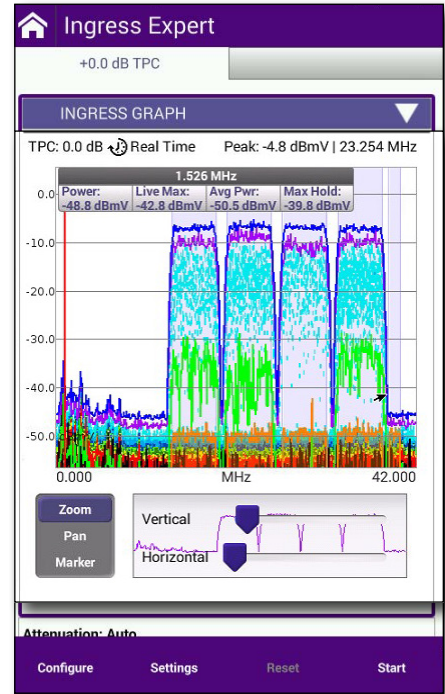 Ingress Expert
+0.0 dB TPC
INGRESS GRAPH
TPC: 0.0 dB Real Time Peak: -4.8 dBmV | 23.254 MHz
1.526 MHz
Power: Live Max: Avg Pwr: Max Hold:
-48.8 dBmV -42.8 dBmV -50.5 dBmV -39.8 dBmV
0.0
-10.0
-20.0
-30.0
-40.0
-50.0
0.000 MHz 42.000
Zoom
Pan
Marker
Vertical
Horizontal
Attenuation: Auto
Configure Settings Reset Start